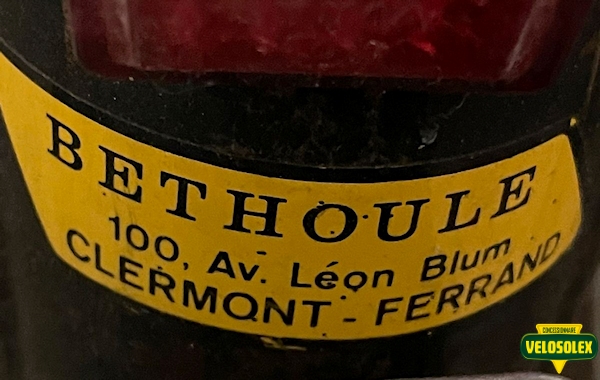 BETHOULE
100, Av. Léon Blum
CLERMONT - FERRAND
CONCESSIONNAIRE
VELOSOLEX